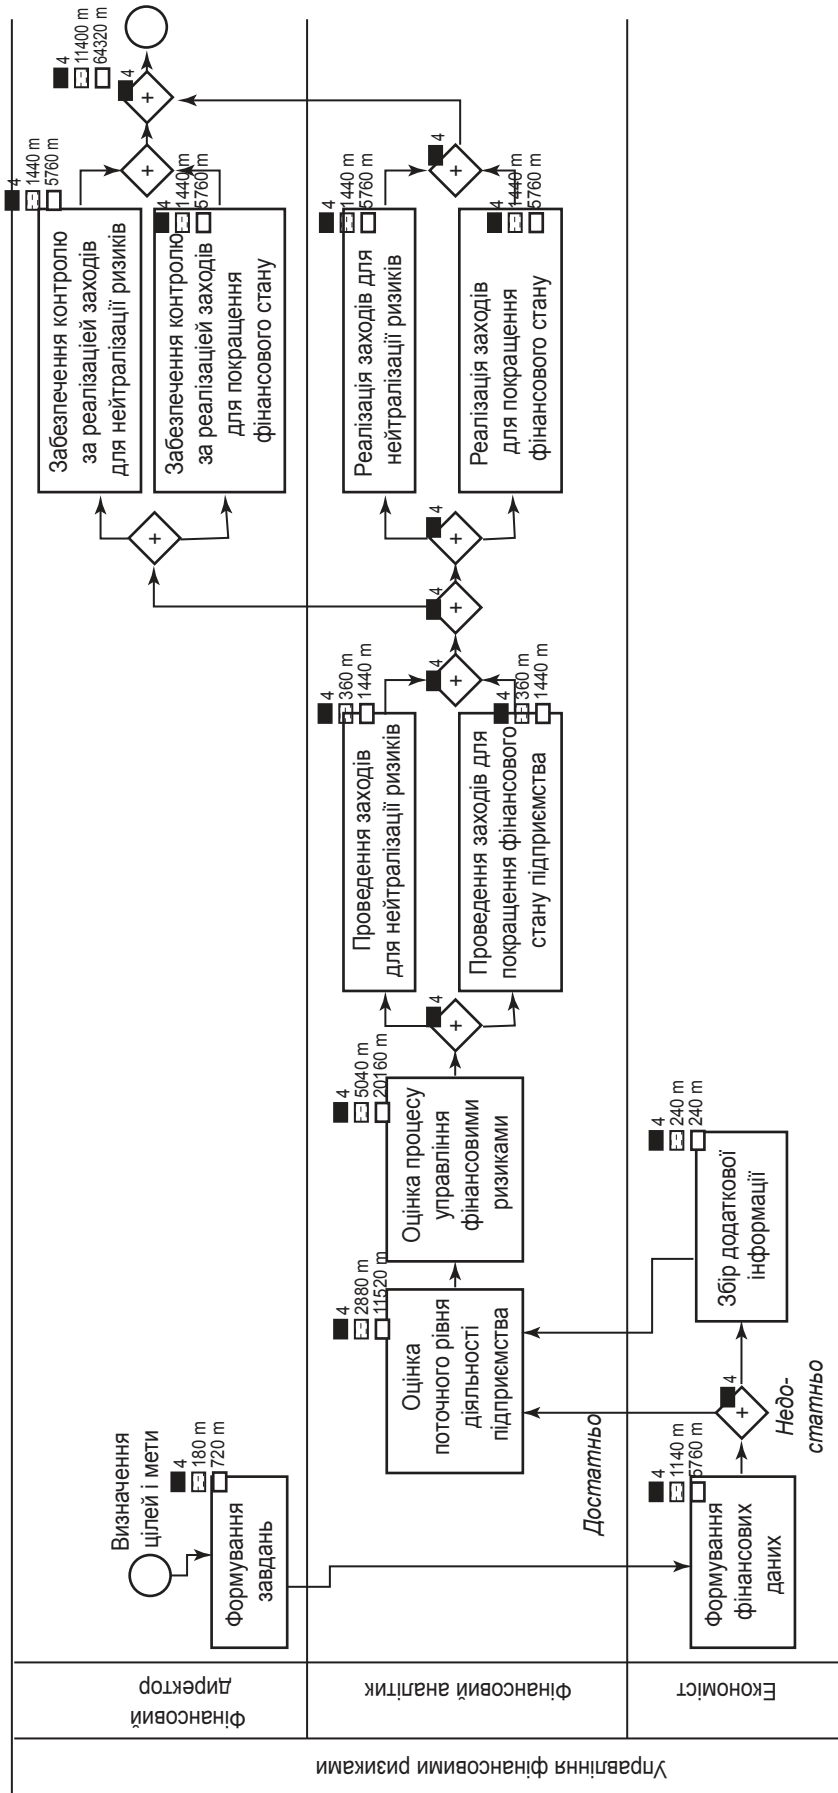 Управління фінансовими ризиками
Фінансовий
директор
Фінансовий аналітик
Економіст
Визначення
цілей і мети
Формування
завдань
4
180 m
720 m
Забезпечення контролю
за реалізаціей заходів
для нейтралізації ризиків
4
1440 m
5760 m
Забезпечення контролю
за реалізаціей заходів
для покращення
фінансового стану
4
1440 m
5760 m
+
+
+
4
4
11400 m
64320 m
Оцінка
поточного рівня
діяльності
підприємства
4
2880 m
11520 m
Оцінка процесу
управління
фінансовими
ризиками
4
5040 m
20160 m
+
4
Проведення заходів
для нейтралізації ризиків
4
360 m
1440 m
Проведення заходів для
покращення фінансового
стану підприємства
4
360 m
1440 m
+
4
+
4
+
4
Реалізація заходів для
нейтралізації ризиків
4
1440 m
5760 m
Реалізація заходів
для покращення
фінансового стану
4
1440 m
5760 m
+
4
Достатньо
Формування
фінансових
даних
4
1140 m
5760 m
+
4
Недо-
статньо
Збір додаткової
інформації
4
240 m
240 m